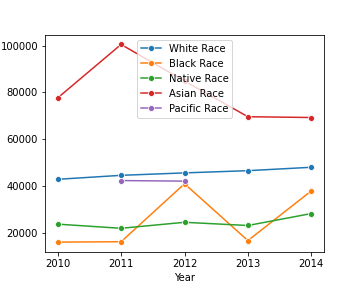 100000
80000
60000
40000
20000
2010 2011 2012 2013 2014
Year
White Race
Black Race
Native Race
Asian Race
Pacific Race